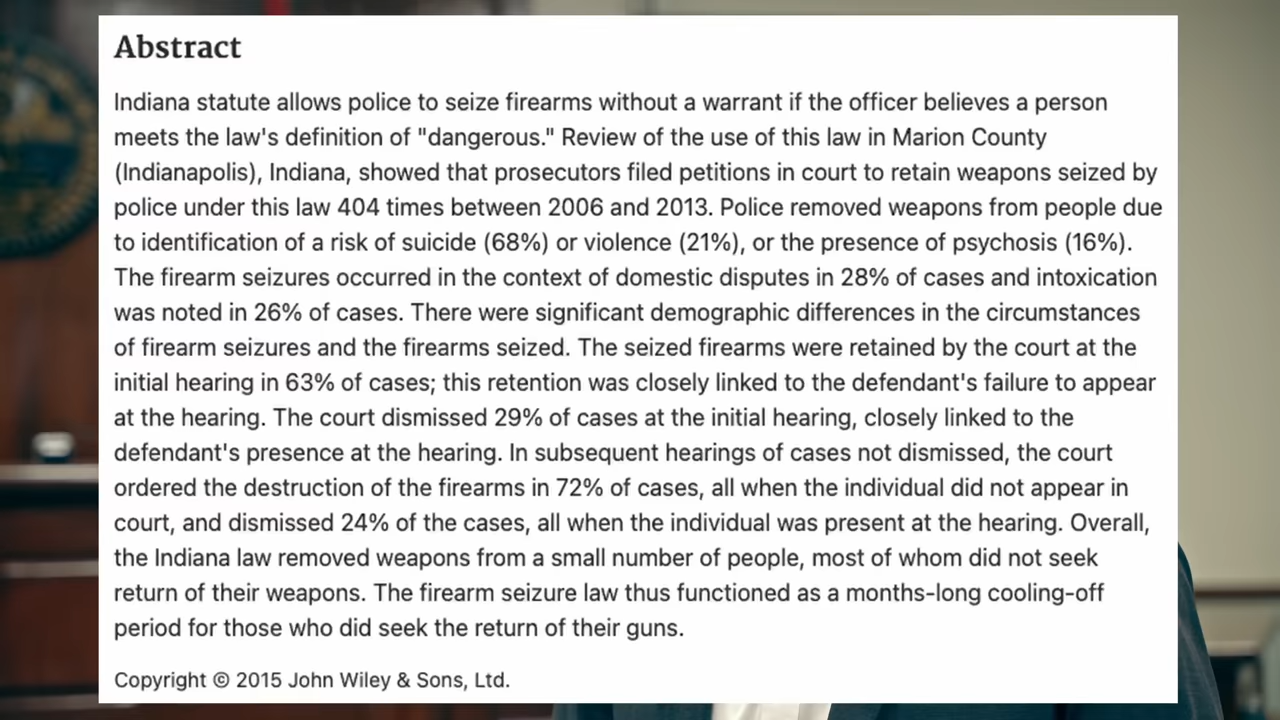 Abstract
Indiana statute allows police to seize firearms without a warrant if the officer believes a person
meets the law's definition of "dangerous." Review of the use of this law in Marion County
(Indianapolis), Indiana, showed that prosecutors filed petitions in court to retain weapons seized by
police under this law 404 times between 2006 and 2013. Police removed weapons from people due
to identification of a risk of suicide (68%) or violence (21%), or the presence of psychosis (16%).
The firearm seizures occurred in the context of domestic disputes in 28% of cases and intoxication
was noted in 26% of cases. There were significant demographic differences in the circumstances
of firearm seizures and the firearms seized. The seized firearms were retained by the court at the
initial hearing in 63% of cases; this retention was closely linked to the defendant's failure to appear
at the hearing. The court dismissed 29% of cases at the initial hearing, closely linked to the
defendant's presence at the hearing. In subsequent hearings of cases not dismissed, the court
ordered the destruction of the firearms in 72% of cases, all when the individual did not appear in
court, and dismissed 24% of the cases, all when the individual was present at the hearing. Overall,
the Indiana law removed weapons from a small number of people, most of whom did not seek
return of their weapons. The firearm seizure law thus functioned as a months-long cooling-off
period for those who did seek the return of their guns.
Copyright © 2015 John Wiley & Sons, Ltd.